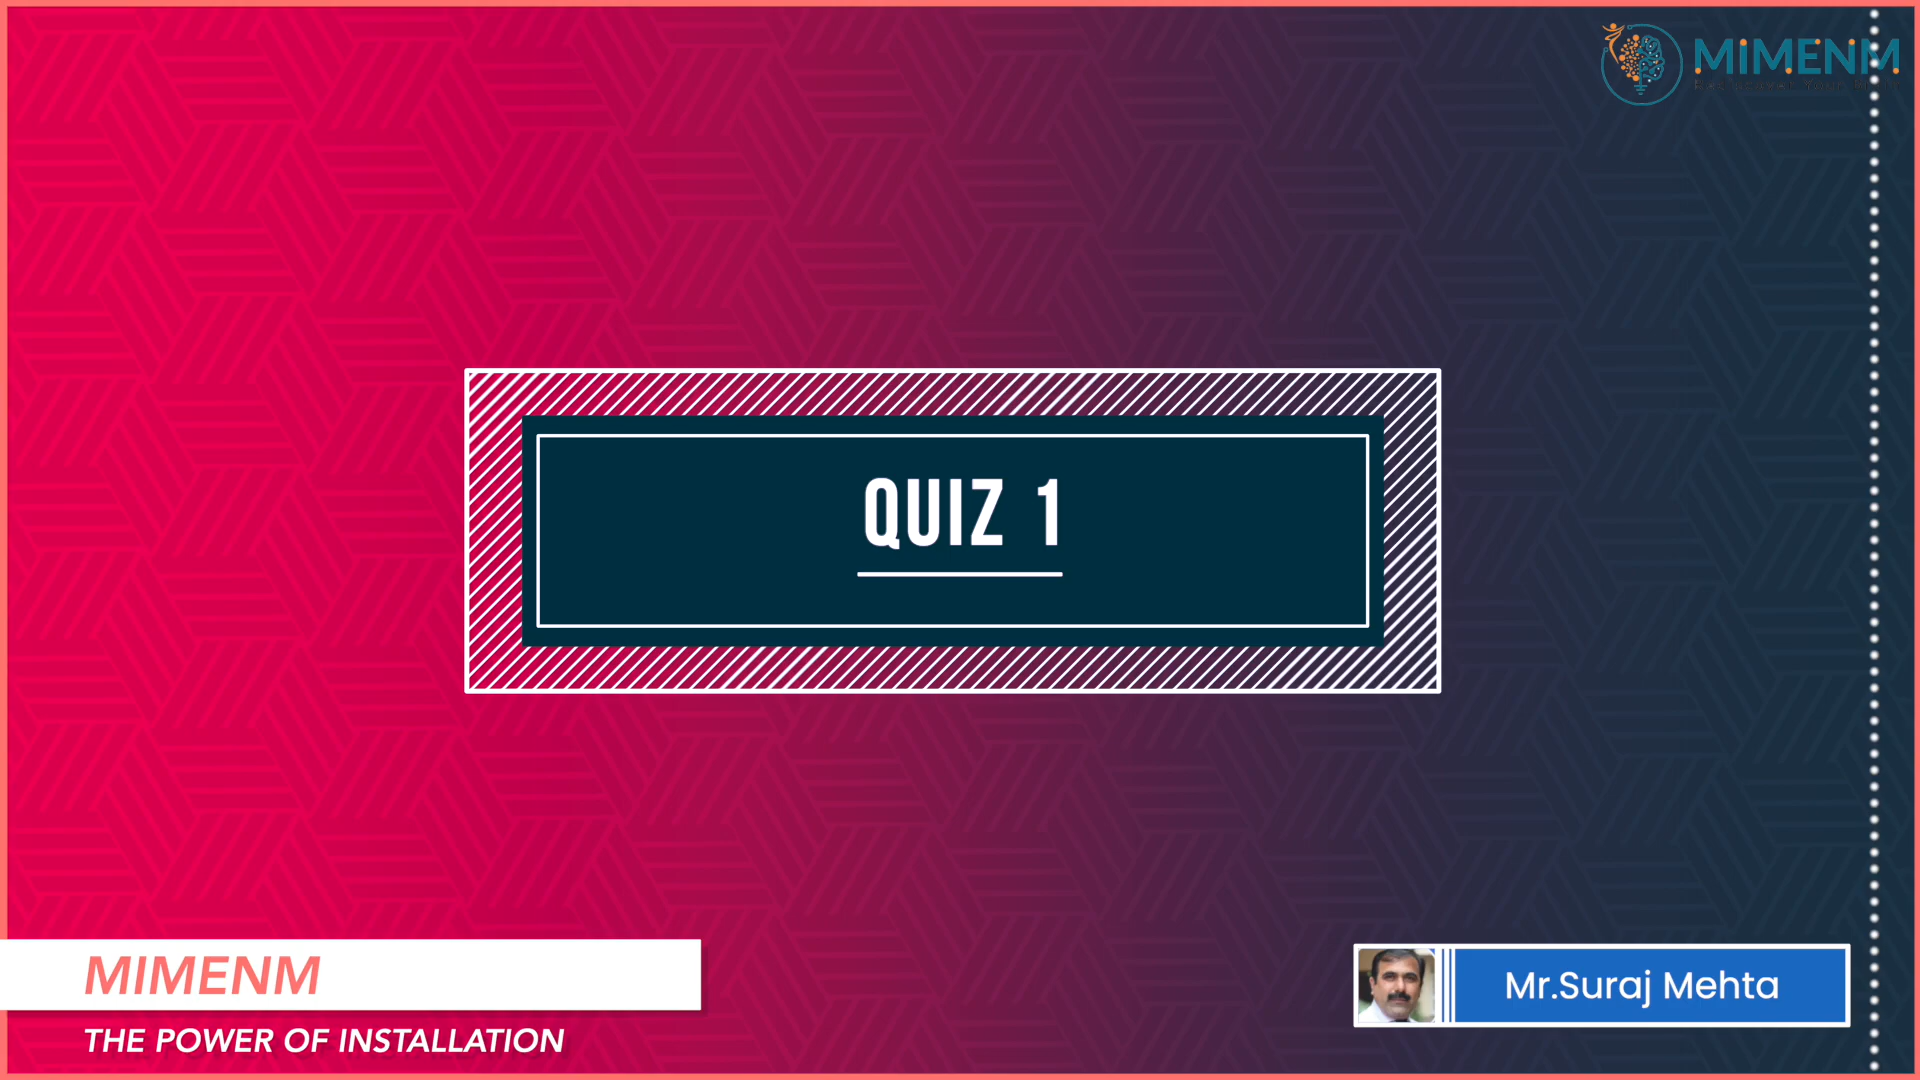 MIMENM
QUIZ 1
MIMENM
THE POWER OF INSTALLATION
Mr.Suraj Mehta